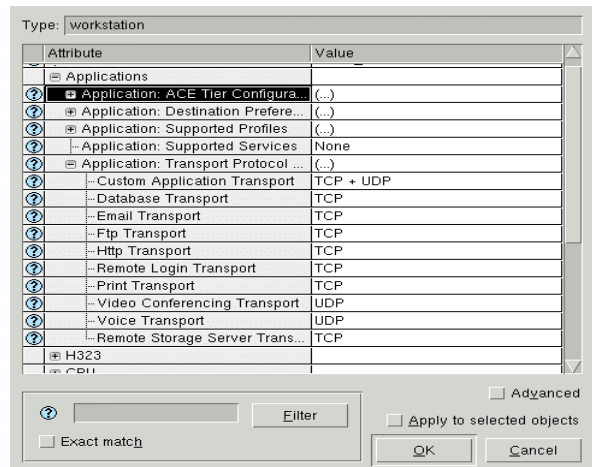 Type: workstation
Attribute Value
Applications
Application: ACE Tier Configura... (...)
Application: Destination Prefere... (...)
Application: Supported Profiles (...)
Application: Supported Services None
Application: Transport Protocol ... (...)
Custom Application Transport TCP + UDP
Database Transport TCP
Email Transport TCP
Ftp Transport TCP
Http Transport TCP
Remote Login Transport TCP
Print Transport TCP
Video Conferencing Transport UDP
Voice Transport UDP
Remote Storage Server Trans... TCP
H323
CPU
Advanced
Filter
Apply to selected objects
Exact match
OK Cancel